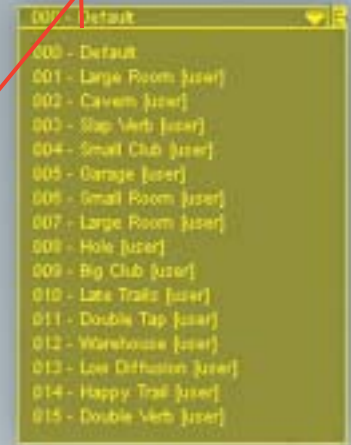 000 - Default
000 - Default
001 - Large Room [user]
002 - Cavern [user]
003 - Slap Verb [user]
004 - Small Club [user]
005 - Garage [user]
006 - Small Room [user]
007 - Large Room [user]
008 - Hole [user]
009 - Big Club [user]
010 - Late Trails [user]
011 - Double Tap [user]
012 - Warehouse [user]
013 - Low Diffusion [user]
014 - Happy Trail [user]
015 - Double Verb [user]